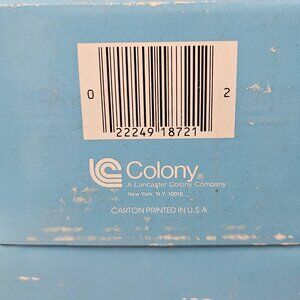 0 22249 18721 2
Colony®
A Lancaster Colony Company
New York, N.Y. 10010
CARTON PRINTED IN U.S.A.